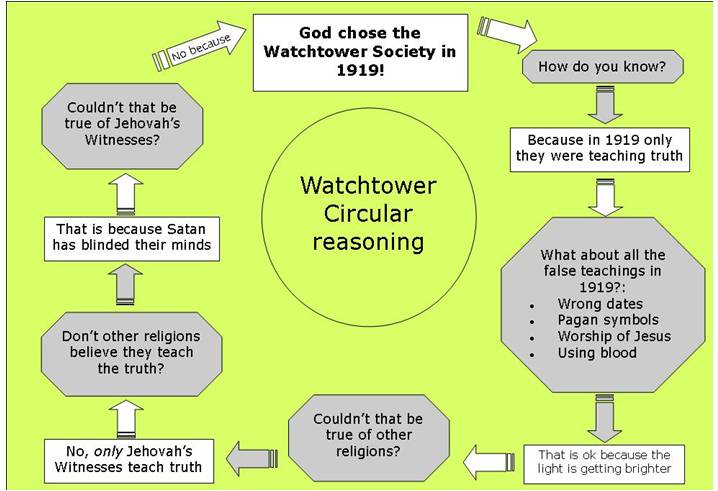 God chose the
Watchtower Society in
1919!
How do you know?
Because in 1919 only
they were teaching truth
What about all the
false teachings in
1919?:
• Wrong dates
• Pagan symbols
• Worship of Jesus
• Using blood
That is ok because the
light is getting brighter
Couldn't that be
true of other
religions?
No, only Jehovah's
Witnesses teach truth
Don't other religions
believe they teach
the truth?
That is because Satan
has blinded their minds
Couldn't that be
true of Jehovah's
Witnesses?
No because
Watchtower
Circular
reasoning